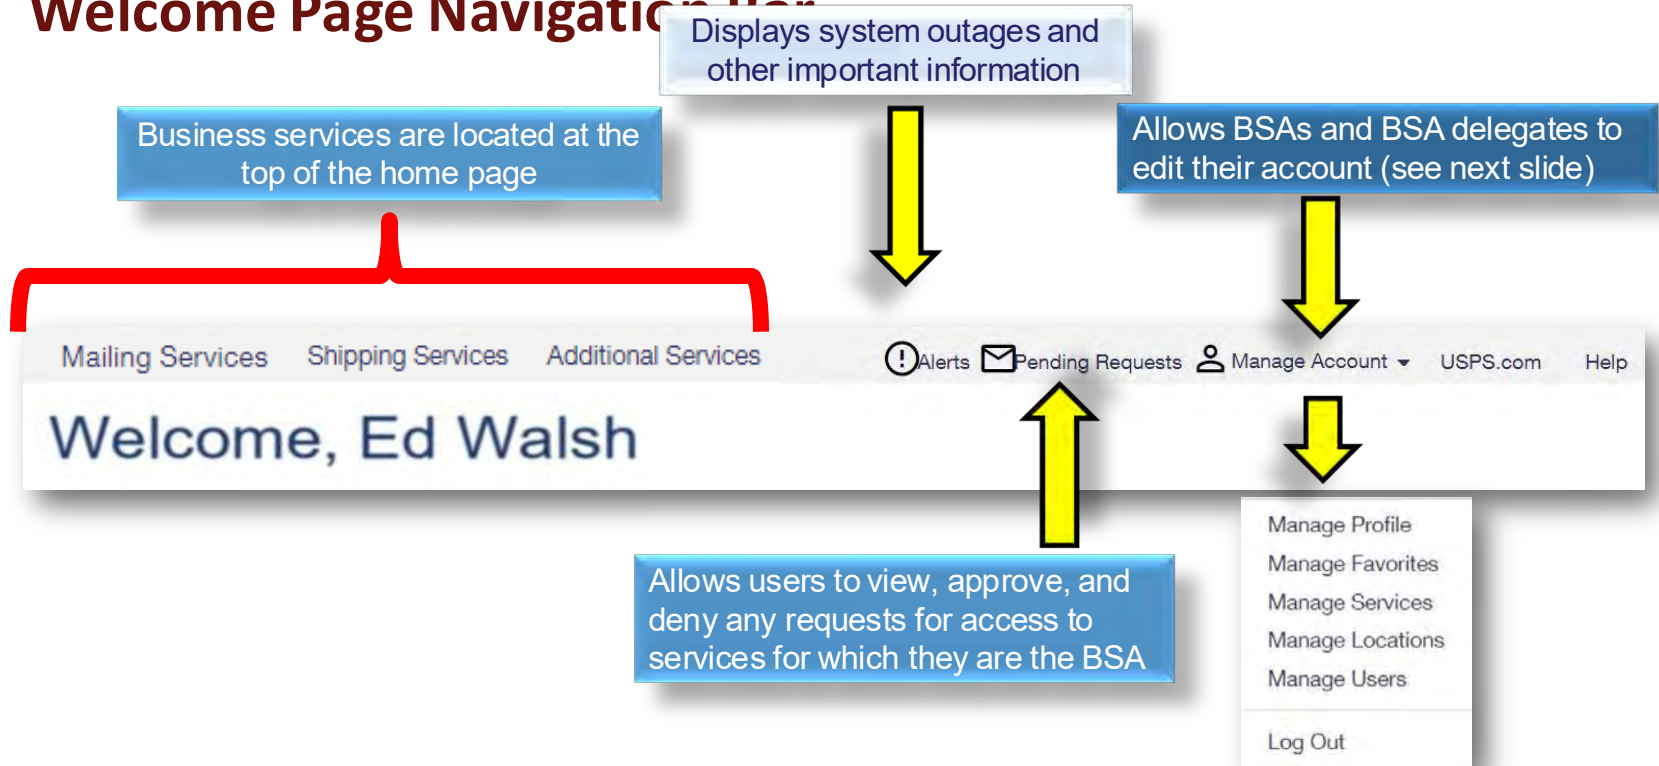 Welcome Page Navigation Bar
Displays system outages and
other important information
Business services are located at the
top of the home page
Allows BSAs and BSA delegates to
edit their account (see next slide)
Mailing Services Shipping Services Additional Services Alerts Pending Requests Manage Account USPS.com Help
Welcome, Ed Walsh
Allows users to view, approve, and
deny any requests for access to
services for which they are the BSA
Manage Profile
Manage Favorites
Manage Services
Manage Locations
Manage Users
Log Out